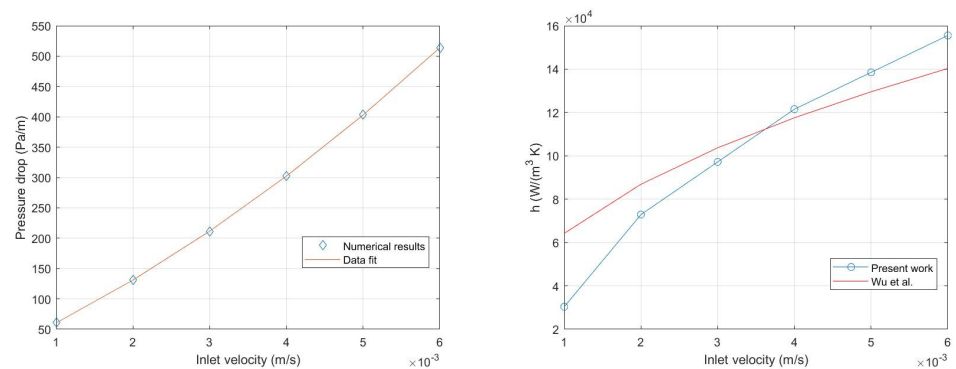 550
500
450
400
350
300
250
200
150
100
50
Pressure drop (Pa/m)
Numerical results
Data fit
1 2 3 4 5 6
Inlet velocity (m/s)
×10⁻³
×10⁴
16
14
12
10
8
6
4
2
h (W/(m³ K)
Present work
Wu et al.
1 2 3 4 5 6
Inlet velocity (m/s)
×10⁻³